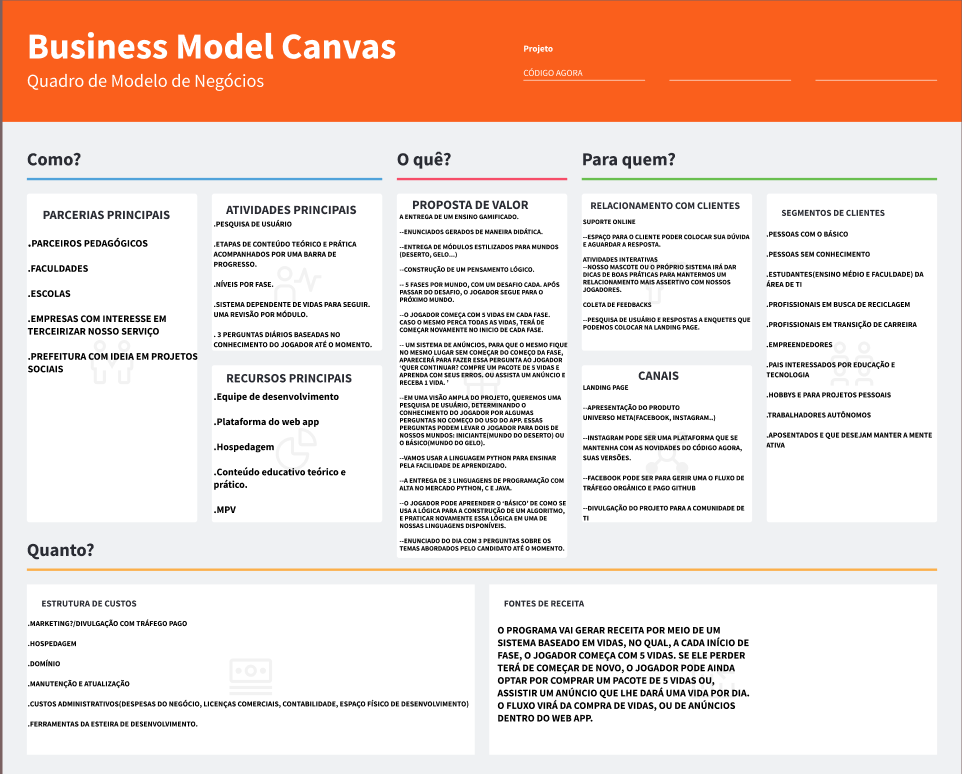 Business Model Canvas
Quadro de Modelo de Negócios
Projeto
CÓDIGO AGORA
Como?
O quê?
Para quem?
PARCERIAS PRINCIPAIS
.PARCEIROS PEDAGÓGICOS
.FACULDADES
.ESCOLAS
.EMPRESAS COM INTERESSE EM
TERCEIRIZAR NOSSO SERVIÇO
.PREFEITURA COM IDEIA EM PROJETOS
SOCIAIS
ATIVIDADES PRINCIPAIS
.PESQUISA DE USUÁRIO
.ETAPAS DE CONTEÚDO TEÓRICO E PRÁTICA
ACOMPANHADOS POR UMA BARRA DE
PROGRESSO.
.NÍVEIS POR FASE.
.SISTEMA DEPENDENTE DE VIDAS PARA SEGUIR.
UMA REVISÃO POR MÓDULO.
. 3 PERGUNTAS DIÁRIAS BASEADAS NO
CONHECIMENTO DO JOGADOR ATÉ O MOMENTO.
RECURSOS PRINCIPAIS
.Equipe de desenvolvimento
.Plataforma do web app
.Hospedagem
.Conteúdo educativo teórico e
prático.
.MPV
PROPOSTA DE VALOR
A ENTREGA DE UM ENSINO GAMIFICADO.
--ENUNCIADOS GERADOS DE MANEIRA DIDÁTICA.
--ENTREGA DE MÓDULOS ESTILIZADOS PARA MUNDOS
(DESERTO, GELO...)
--CONSTRUÇÃO DE UM PENSAMENTO LÓGICO.
-- 5 FASES POR MUNDO, COM UM DESAFIO CADA. APÓS
PASSAR DO DESAFIO, O JOGADOR SEGUE PARA O
PRÓXIMO MUNDO.
--O JOGADOR COMEÇA COM 5 VIDAS EM CADA FASE.
CASO O MESMO PERCA TODAS AS VIDAS, TERÁ DE
COMEÇAR NOVAMENTE NO INICIO DE CADA FASE.
-- UM SISTEMA DE ANÚNCIOS, PARA QUE O MESMO FIQUE
NO MESMO LUGAR SEM COMEÇAR DO COMEÇO DA FASE,
APARECERÁ PARA FAZER ESSA PERGUNTA AO JOGADOR
'QUER CONTINUAR? COMPRE UM PACOTE DE 5 VIDAS E
APRENDA COM SEUS ERROS. OU ASSISTA UM ANÚNCIO E
RECEBA 1 VIDA. '
--EM UMA VISÃO AMPLA DO PROJETO, QUEREMOS UMA
PESQUISA DE USUÁRIO, DETERMINANDO O
CONHECIMENTO DO JOGADOR POR ALGUMAS
PERGUNTAS NO COMEÇO DO USO DO APP. ESSAS
PERGUNTAS PODEM LEVAR O JOGADOR PARA DOIS DE
NOSSOS MUNDOS: INICIANTE(MUNDO DO DESERTO) OU
O BÁSICO(MUNDO DO GELO).
--VAMOS USAR A LINGUAGEM PYTHON PARA ENSINAR
PELA FACILIDADE DE APRENDIZADO.
--A ENTREGA DE 3 LINGUAGENS DE PROGRAMAÇÃO COM
ALTA NO MERCADO PYTHON, C E JAVA.
--O JOGADOR PODE APREENDER O 'BÁSICO' DE COMO SE
USA A LÓGICA PARA A CONSTRUÇÃO DE UM ALGORITMO,
E PRATICAR NOVAMENTE ESSA LÓGICA EM UMA DE
NOSSAS LINGUAGENS DISPONÍVEIS.
--ENUNCIADO DO DIA COM 3 PERGUNTAS SOBRE OS
TEMAS ABORDADOS PELO CANDIDATO ATÉ O MOMENTO.
RELACIONAMENTO COM CLIENTES
SUPORTE ONLINE
--ESPAÇO PARA O CLIENTE PODER COLOCAR SUA DÚVIDA
E AGUARDAR A RESPOSTA.
ATIVIDADES INTERATIVAS
--NOSSO MASCOTE OU O PRÓPRIO SISTEMA IRÁ DAR
DICAS DE BOAS PRÁTICAS PARA MANTERMOS UM
RELACIONAMENTO MAIS ASSERTIVO COM NOSSOS
JOGADORES.
COLETA DE FEEDBACKS
--PESQUISA DE USUÁRIO E RESPOSTAS A ENQUETES QUE
PODEMOS COLOCAR NA LANDING PAGE.
CANAIS
LANDING PAGE
--APRESENTAÇÃO DO PRODUTO
UNIVERSO META(FACEBOOK, INSTAGRAM..)
--INSTAGRAM PODE SER UMA PLATAFORMA QUE SE
MANTENHA COM AS NOVIDADES DO CÓDIGO AGORA,
SUAS VERSÕES.
--FACEBOOK PODE SER PARA GERIR UMA O FLUXO DE
TRÁFEGO ORGÂNICO E PAGO GITHUB
--DIVULGAÇÃO DO PROJETO PARA A COMUNIDADE DE
TI
SEGMENTOS DE CLIENTES
.PESSOAS COM O BÁSICO
.PESSOAS SEM CONHECIMENTO
.ESTUDANTES(ENSINO MÉDIO E FACULDADE) DA
ÁREA DE TI
.PROFISSIONAIS EM BUSCA DE RECICLAGEM
.PROFISSIONAIS EM TRANSIÇÃO DE CARREIRA
.EMPREENDEDORES
.PAIS INTERESSADOS POR EDUCAÇÃO E
TECNOLOGIA
.HOBBYS E PARA PROJETOS PESSOAIS
.TRABALHADORES AUTÔNOMOS
.APOSENTADOS E QUE DESEJAM MANTER A MENTE
ATIVA
Quanto?
ESTRUTURA DE CUSTOS
.MARKETING?/DIVULGAÇÃO COM TRÁFEGO PAGO
.HOSPEDAGEM
.DOMÍNIO
.MANUTENÇÃO E ATUALIZAÇÃO
.CUSTOS ADMINISTRATIVOS(DESPESAS DO NEGÓCIO, LICENÇAS COMERCIAIS, CONTABILIDADE, ESPAÇO FÍSICO DE DESENVOLVIMENTO)
.FERRAMENTAS DA ESTEIRA DE DESENVOLVIMENTO.
FONTES DE RECEITA
O PROGRAMA VAI GERAR RECEITA POR MEIO DE UM
SISTEMA BASEADO EM VIDAS, NO QUAL, A CADA INÍCIO DE
FASE, O JOGADOR COMEÇA COM 5 VIDAS. SE ELE PERDER
TERÁ DE COMEÇAR DE NOVO, O JOGADOR PODE AINDA
OPTAR POR COMPRAR UM PACOTE DE 5 VIDAS OU,
ASSISTIR UM ANÚNCIO QUE LHE DARÁ UMA VIDA POR DIA.
O FLUXO VIRÁ DA COMPRA DE VIDAS, OU DE ANÚNCIOS
DENTRO DO WEB APP.